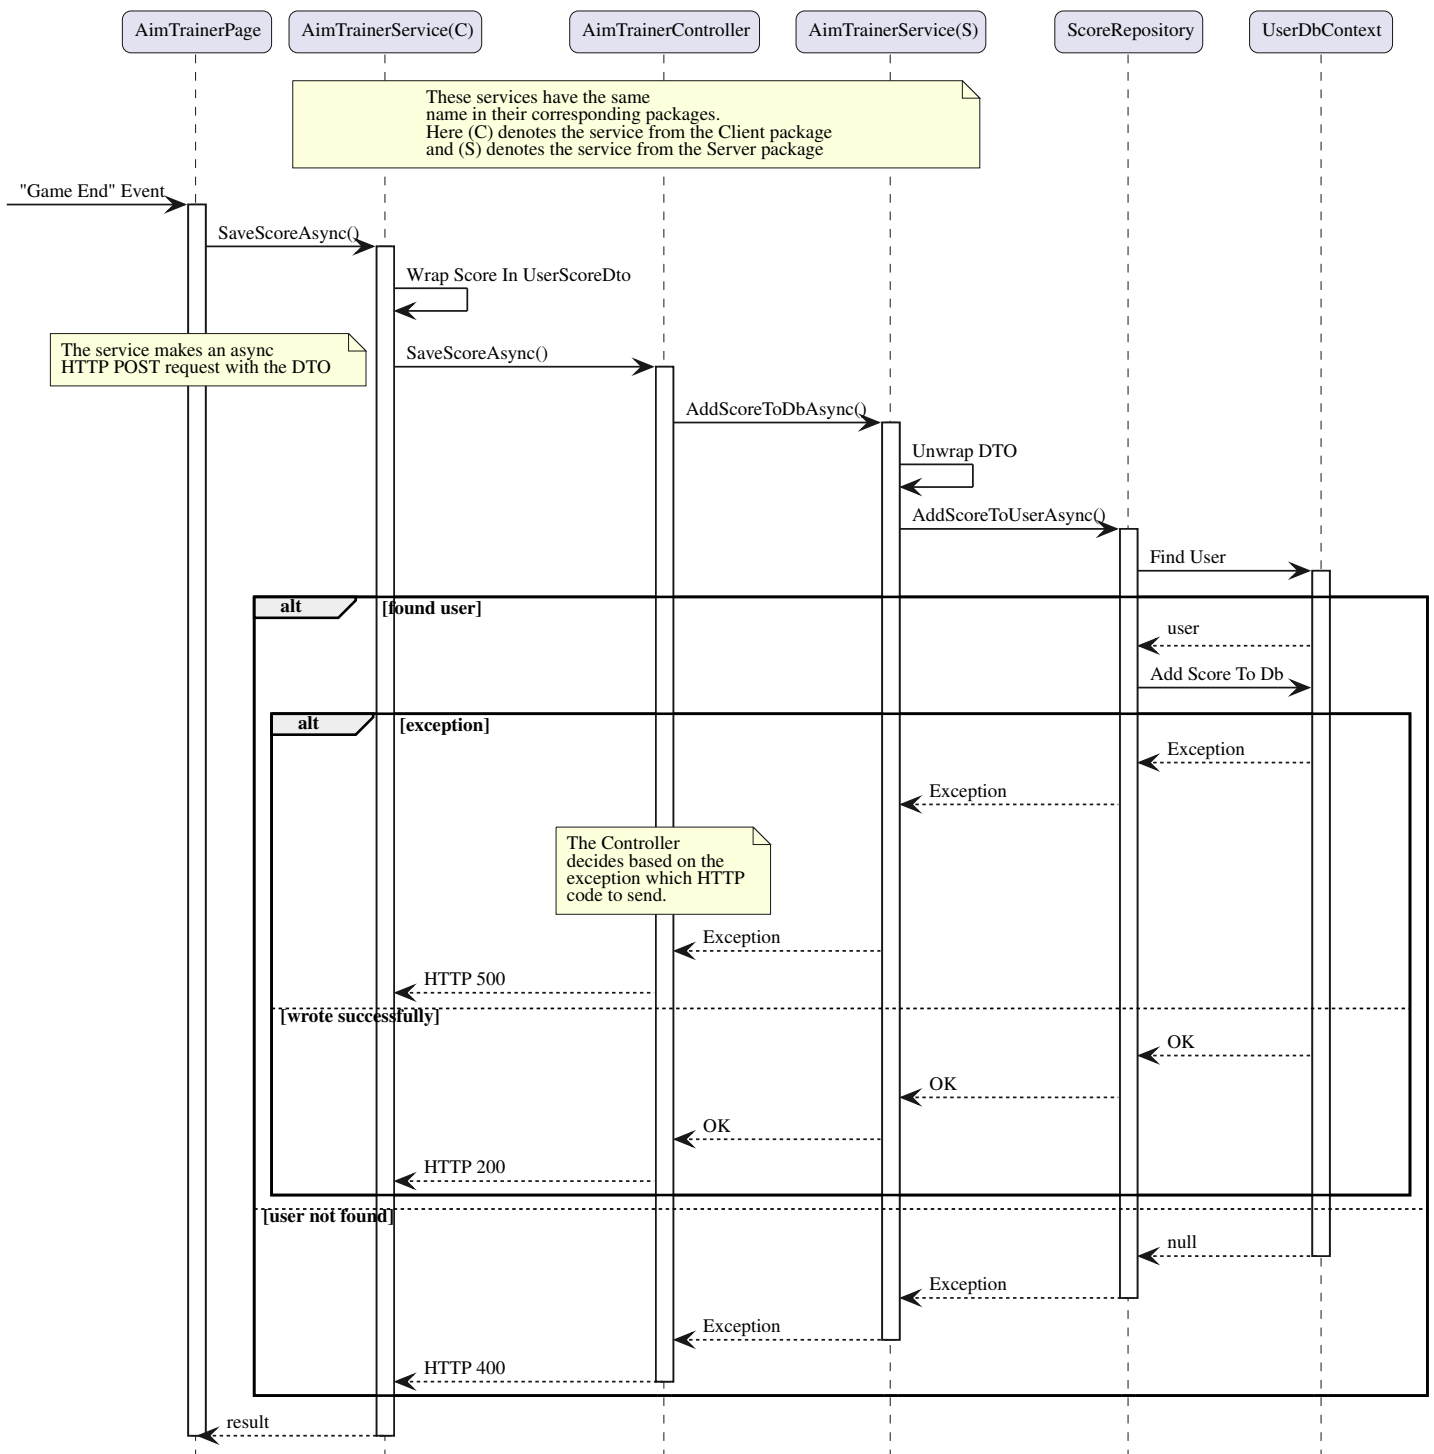 AimTrainerPage
AimTrainerService(C)
AimTrainerController
AimTrainerService(S)
ScoreRepository
UserDbContext
These services have the same
name in their corresponding packages.
Here (C) denotes the service from the Client package
and (S) denotes the service from the Server package
"Game End" Event
SaveScoreAsync()
Wrap Score In UserScoreDto
The service makes an async
HTTP POST request with the DTO
SaveScoreAsync()
AddScoreToDbAsync()
Unwrap DTO
AddScoreToUserAsync()
Find User
alt
[found user]
user
Add Score To Db
alt
[exception]
Exception
Exception
The Controller
decides based on the
exception which HTTP
code to send.
Exception
HTTP 500
[wrote successfully]
OK
OK
OK
HTTP 200
[user not found]
null
Exception
Exception
HTTP 400
result